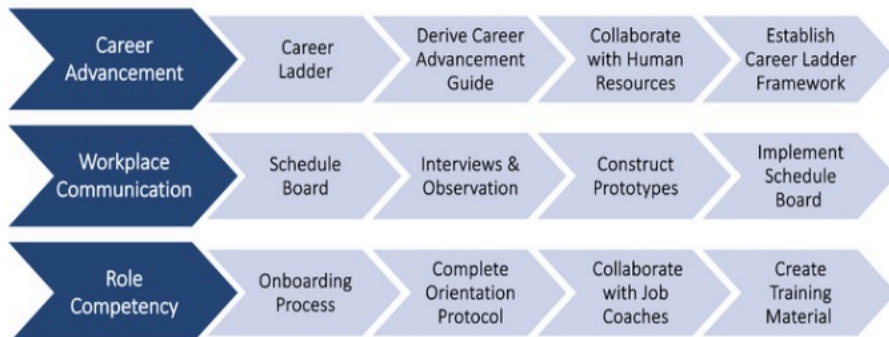 Career
Advancement
Career
Ladder
Derive Career
Advancement
Guide
Collaborate
with Human
Resources
Establish
Career Ladder
Framework
Workplace
Communication
Schedule
Board
Interviews &
Observation
Construct
Prototypes
Implement
Schedule
Board
Role
Competency
Onboarding
Process
Complete
Orientation
Protocol
Collaborate
with Job
Coaches
Create
Training
Material